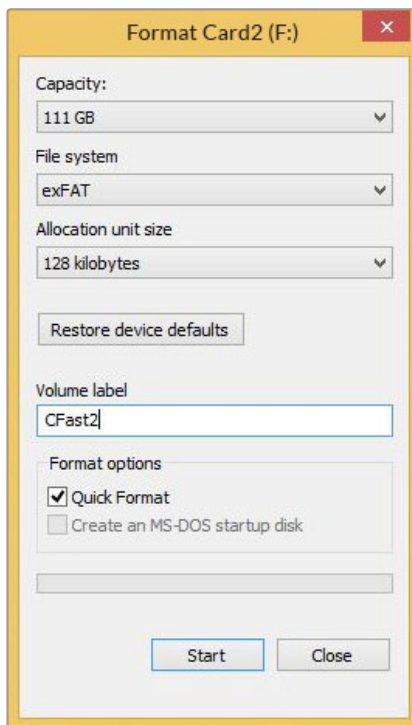 Format Card2 (F:)
Capacity:
111 GB
File system
exFAT
Allocation unit size
128 kilobytes
Restore device defaults
Volume label
CFast2
Format options
Quick Format
Create an MS-DOS startup disk
Start Close